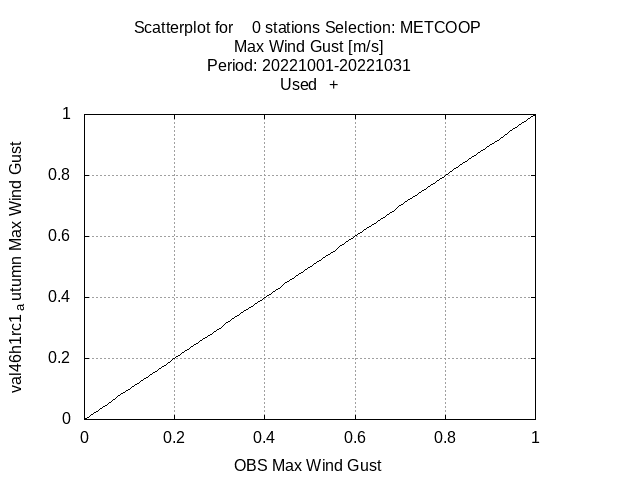 Scatterplot for    0 stations Selection: METCOOP
Max Wind Gust [m/s]
Period: 20221001-20221031
Used   +
val46h1rc1 a utumn Max Wind Gust
1
0.8
0.6
0.4
0.2
0
0 0.2 0.4 0.6 0.8 1
OBS Max Wind Gust